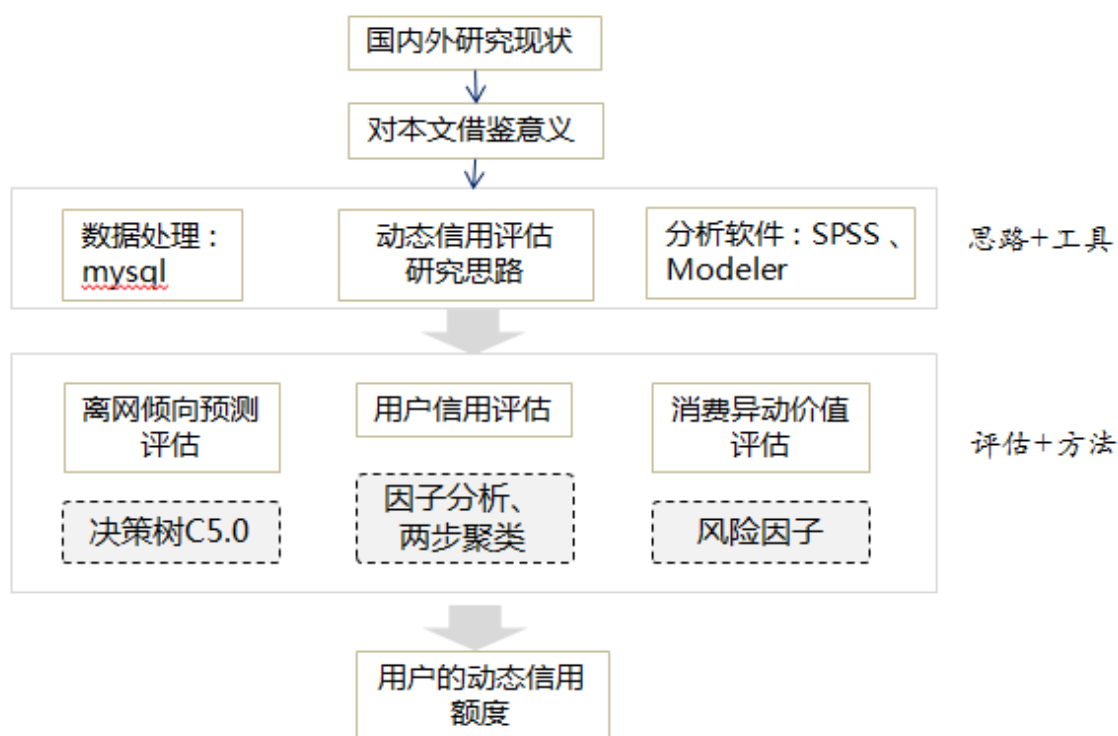 国内外研究现状
对本文借鉴意义
数据处理：
mysql
动态信用评估
研究思路
分析软件：SPSS、
Modeler
思路+工具
离网倾向预测
评估
用户信用评估
消费异动价值
评估
评估+方法
决策树C5.0
因子分析、
两步聚类
风险因子
用户的动态信用
额度